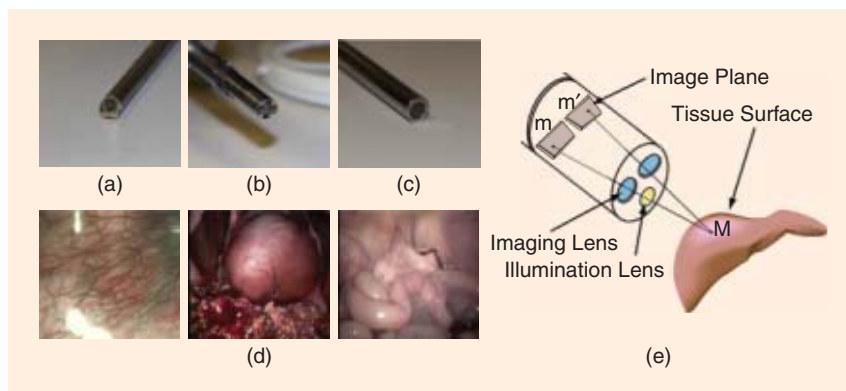 (a)
(b)
(c)
(d)
Image Plane
m′
m
Tissue Surface
M
Imaging Lens
Illumination Lens
(e)